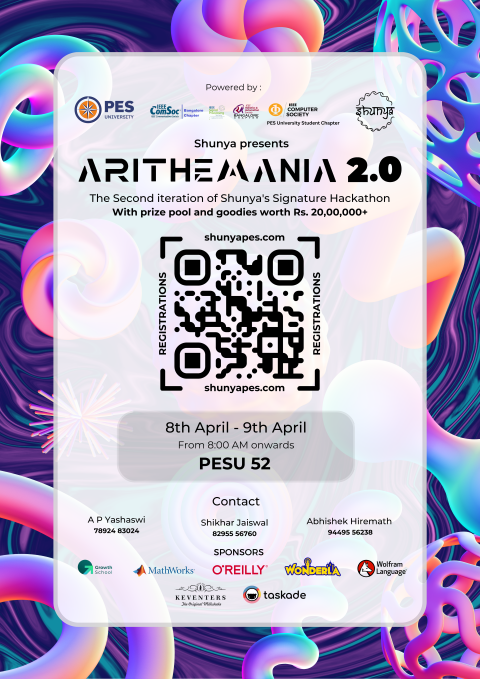 Powered by :
PES
UNIVERSITY
IEEE
ComSoc
Bangalore
Chapter
IEEE
COMPUTER
SOCIETY
PES University Student Chapter
shunya
Shunya presents
ARITHEMANIA 2.0
The Second iteration of Shunya's Signature Hackathon
With prize pool and goodies worth Rs. 20,00,000+
shunyapes.com
REGISTRATIONS
REGISTRATIONS
shunyapes.com
8th April - 9th April
From 8:00 AM onwards
PESU 52
Contact
A P Yashaswi
78924 83024
Shikhar Jaiswal
82955 56760
Abhishek Hiremath
94495 56238
SPONSORS
Growth
School
MathWorks
O'REILLY
WONDERLA
Wolfram
Language
KEVENTERS
The Original Milkshake
taskade